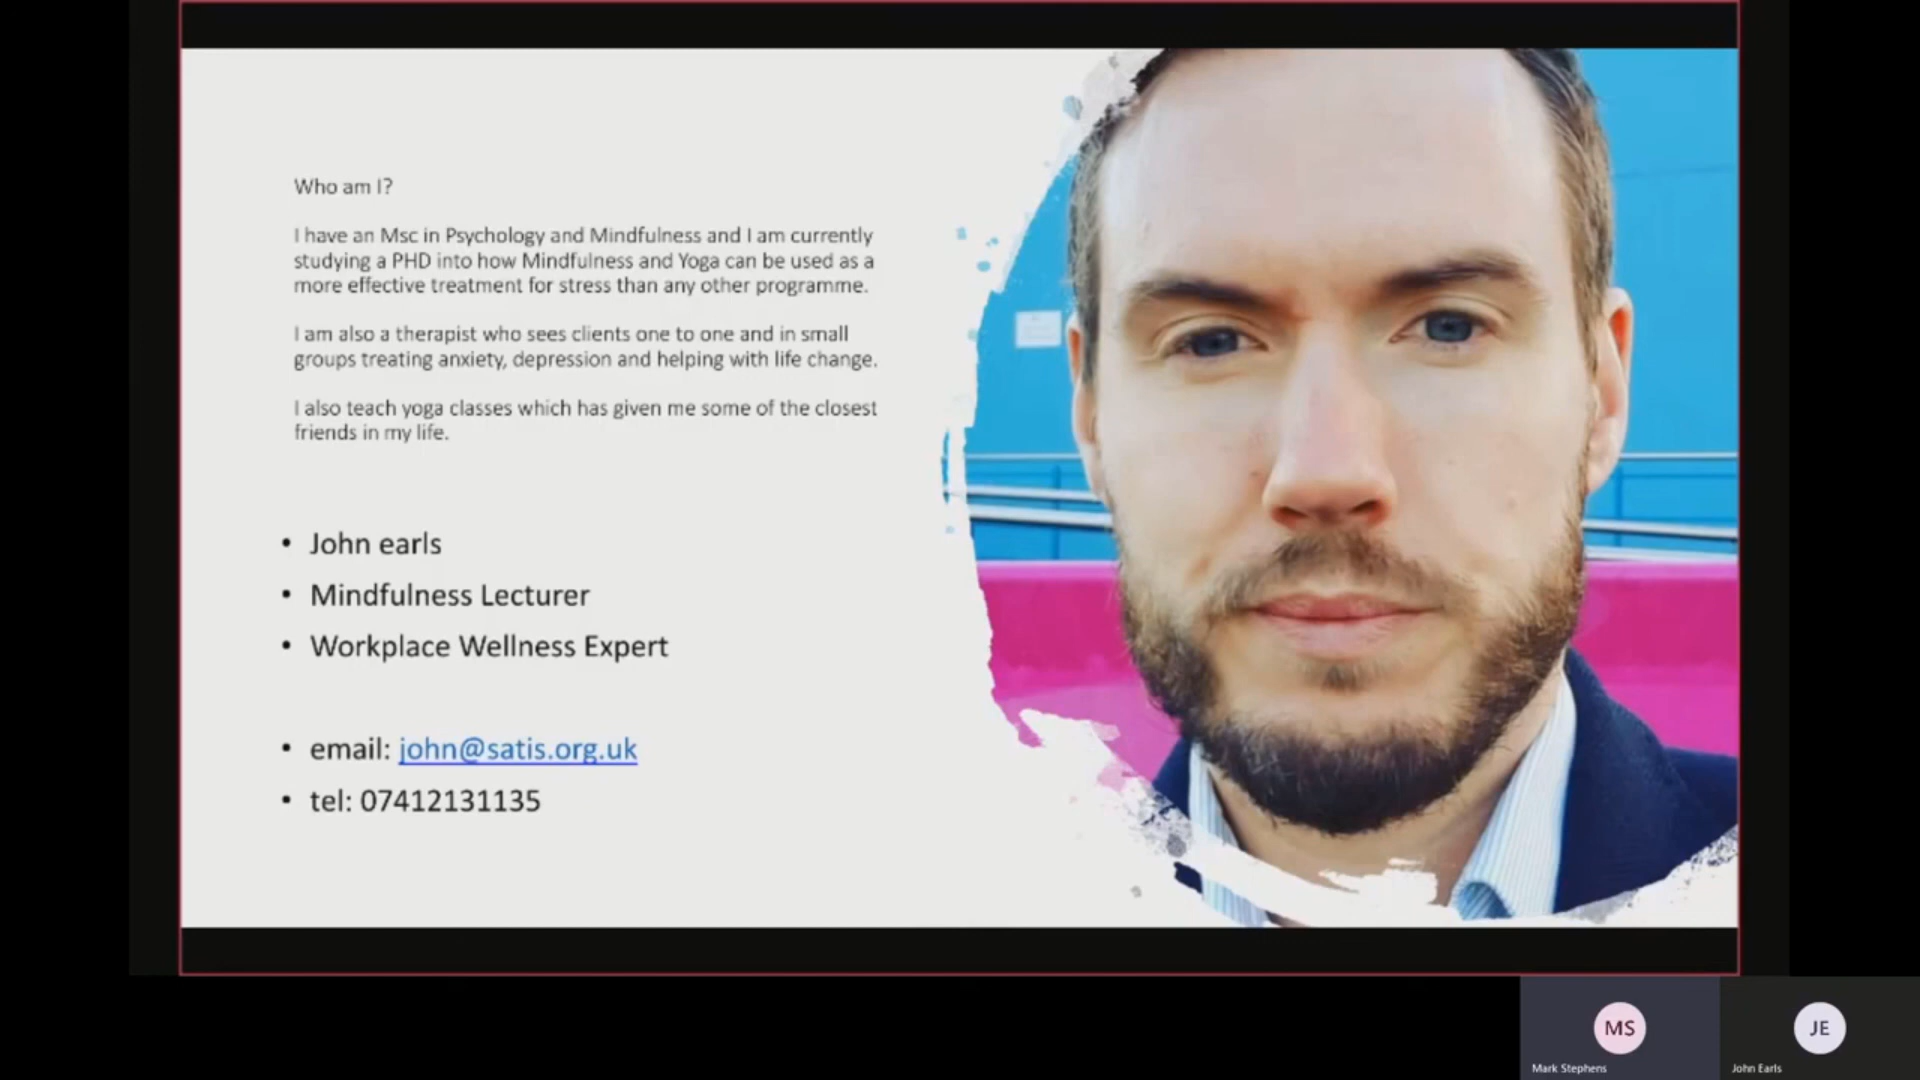 Who am I?
I have an Msc in Psychology and Mindfulness and I am currently
studying a PHD into how Mindfulness and Yoga can be used as a
more effective treatment for stress than any other programme.
I am also a therapist who sees clients one to one and in small
groups treating anxiety, depression and helping with life change.
I also teach yoga classes which has given me some of the closest
friends in my life.
• John earls
• Mindfulness Lecturer
• Workplace Wellness Expert
• email: john@satis.org.uk
• tel: 07412131135
MS
JE
Mark Stephens
John Earls